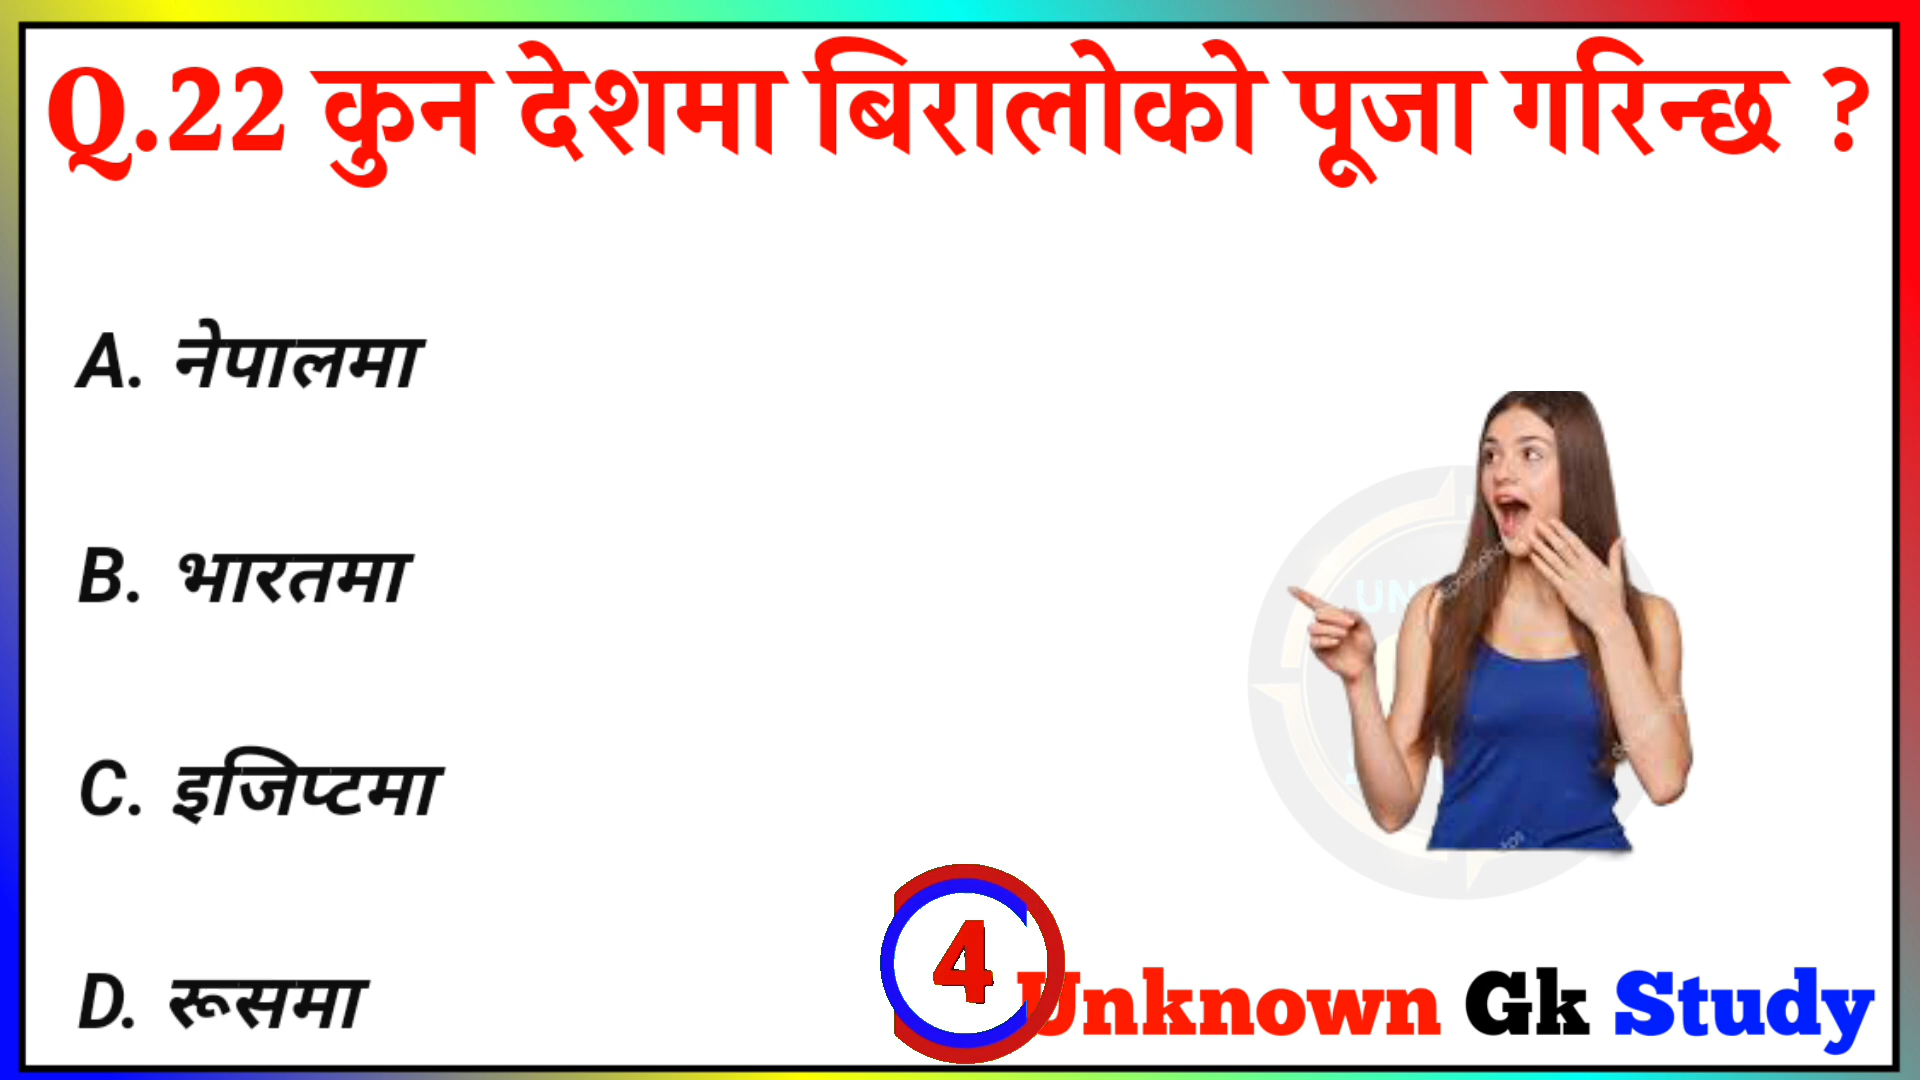 Q.22 कुन देशमा बिरालोको पूजा गरिन्छ ?
A. नेपालमा
B. भारतमा
C. इजिप्टमा
D. रूसमा
4
Unknown Gk Study